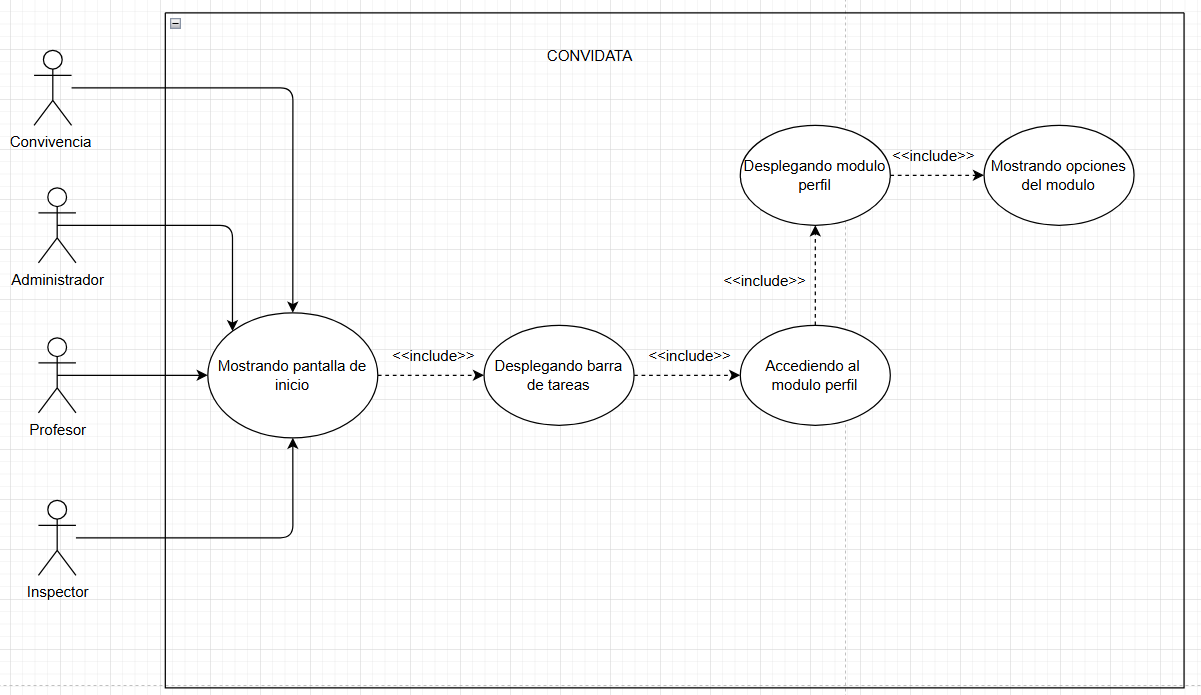 CONVIDATA
Convivencia
Administrador
Profesor
Inspector
Mostrando pantalla de
inicio
<<include>>
Desplegando barra
de tareas
<<include>>
Accediendo al
modulo perfil
<<include>>
Desplegando modulo
perfil
<<include>>
Mostrando opciones
del modulo